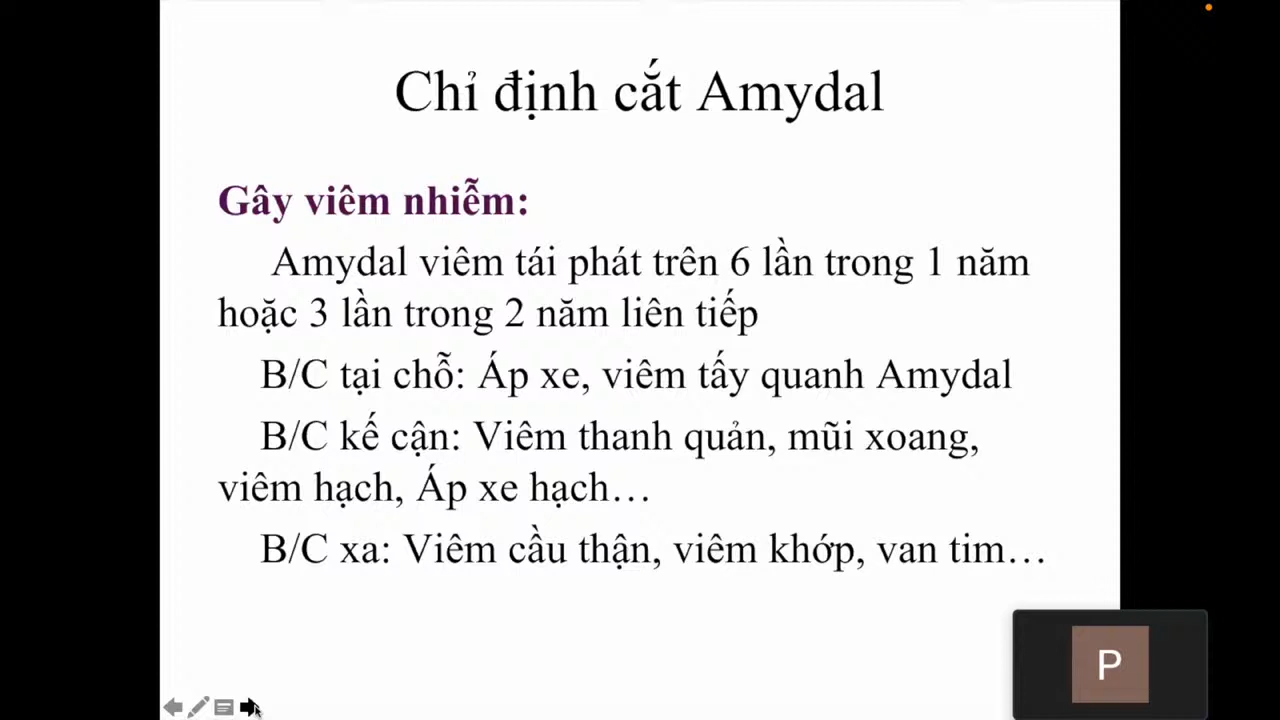 Chỉ định cắt Amydal
Gây viêm nhiễm:
Amydal viêm tái phát trên 6 lần trong 1 năm
hoặc 3 lần trong 2 năm liên tiếp
B/C tại chỗ: Áp xe, viêm tấy quanh Amydal
B/C kế cận: Viêm thanh quản, mũi xoang,
viêm hạch, Áp xe hạch…
B/C xa: Viêm cầu thận, viêm khớp, van tim…
P